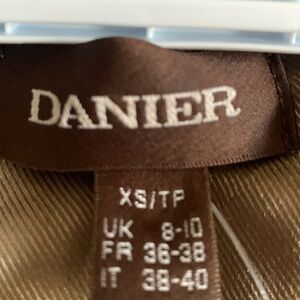 DANIER
XS/TP
UK 8-10
FR 36-38
IT 38-40